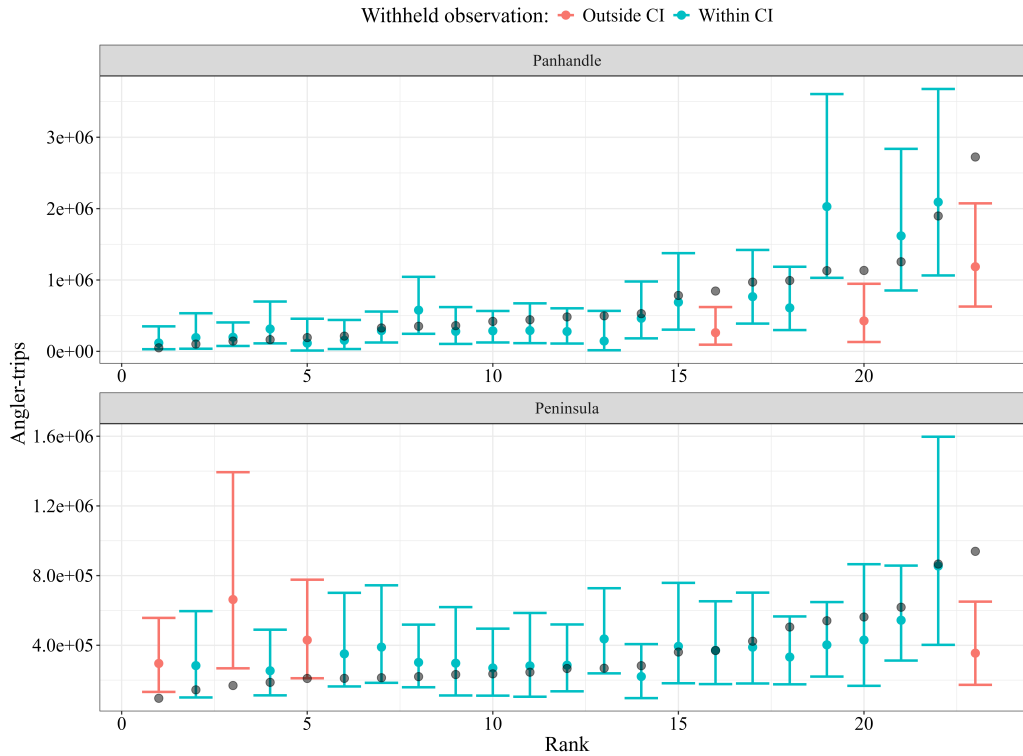 Withheld observation: Outside CI Within CI
Panhandle
3e+06
2e+06
1e+06
0e+00
0 5 10 15 20
Angler-trips
Peninsula
1.6e+06
1.2e+06
8.0e+05
4.0e+05
0 5 10 15 20
Rank